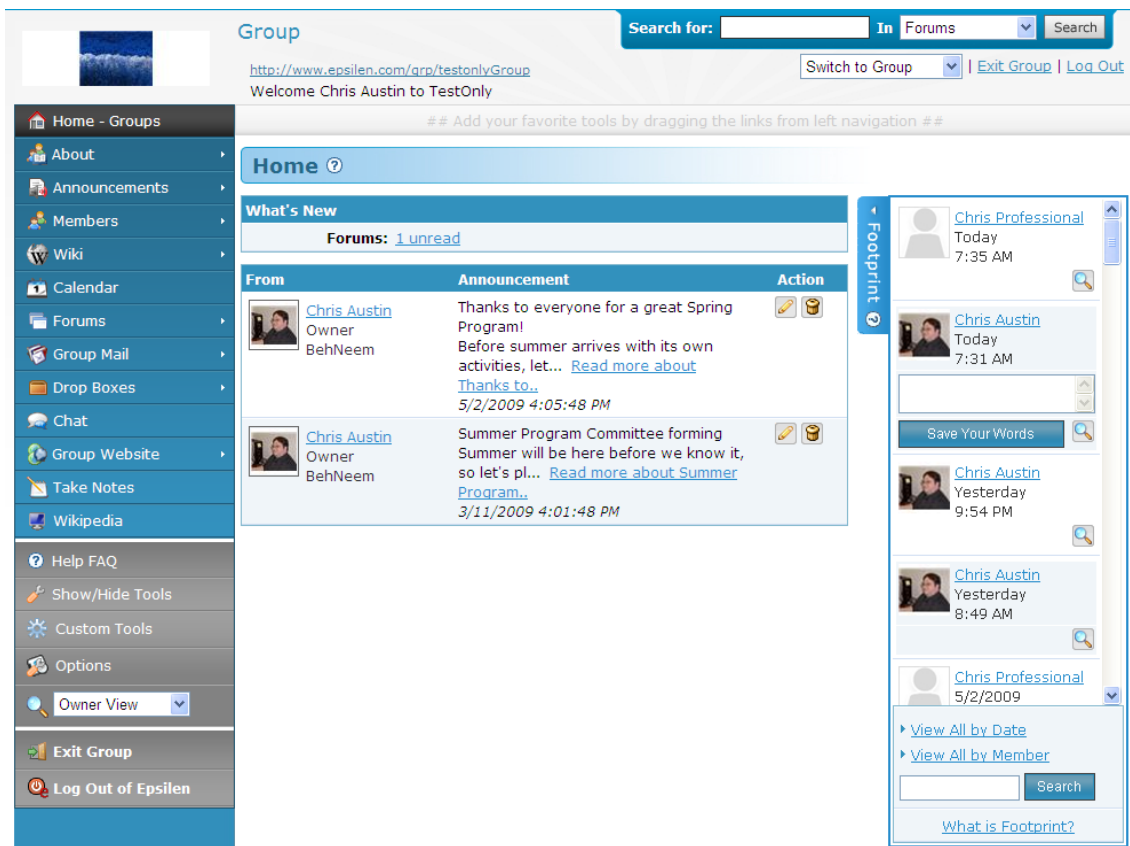 Group
Search for: In Forums Search
http://www.epsilen.com/grp/testonlyGroup
Switch to Group | Exit Group | Log Out
Welcome Chris Austin to TestOnly
## Add your favorite tools by dragging the links from left navigation ##
Home - Groups
About
Announcements
Members
Wiki
Calendar
Forums
Group Mail
Drop Boxes
Chat
Group Website
Take Notes
Wikipedia
Help FAQ
Show/Hide Tools
Custom Tools
Options
Owner View
Exit Group
Log Out of Epsilen
Home ?
What's New
Forums: 1 unread
From Announcement Action
Chris Austin
Owner
BehNeem
Thanks to everyone for a great Spring
Program!
Before summer arrives with its own
activities, let... Read more about
Thanks to..
5/2/2009 4:05:48 PM
Chris Austin
Owner
BehNeem
Summer Program Committee forming
Summer will be here before we know it,
so let's pl... Read more about Summer
Program..
3/11/2009 4:01:48 PM
Footprint ?
Chris Professional
Today
7:35 AM
Chris Austin
Today
7:31 AM
Save Your Words
Chris Austin
Yesterday
9:54 PM
Chris Austin
Yesterday
8:49 AM
Chris Professional
5/2/2009
View All by Date
View All by Member
Search
What is Footprint?